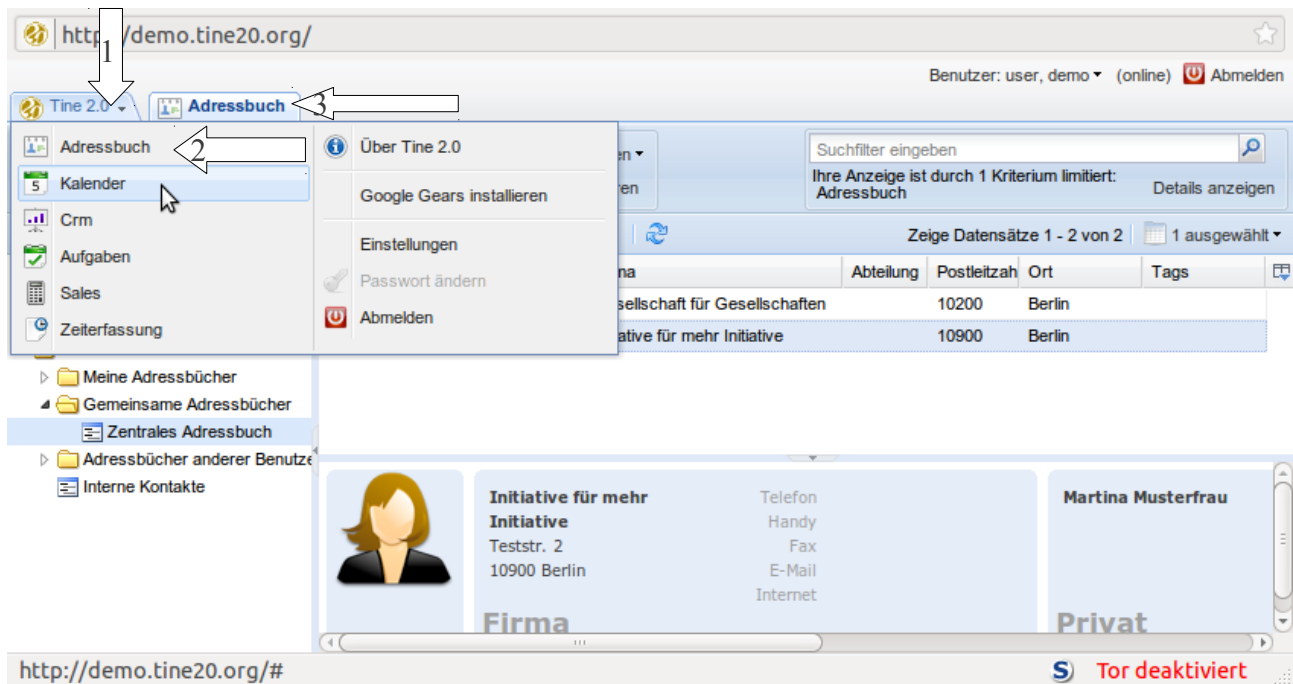 http://demo.tine20.org/
1
Benutzer: user, demo (online) Abmelden
Tine 2.0 Adressbuch 3
Adressbuch 2
Kalender
Crm
Aufgaben
Sales
Zeiterfassung
Über Tine 2.0
Google Gears installieren
Einstellungen
Passwort ändern
Abmelden
en
ren
Suchfilter eingeben
Ihre Anzeige ist durch 1 Kriterium limitiert:
Adressbuch
Details anzeigen
Zeige Datensätze 1 - 2 von 2 1 ausgewählt
na Abteilung Postleitzah Ort Tags
sellschaft für Gesellschaften 10200 Berlin
ative für mehr Initiative 10900 Berlin
Meine Adressbücher
Gemeinsame Adressbücher
Zentrales Adressbuch
Adressbücher anderer Benutze
Interne Kontakte
Initiative für mehr
Initiative
Teststr. 2
10900 Berlin
Firma
Telefon
Handy
Fax
E-Mail
Internet
Martina Musterfrau
Privat
http://demo.tine20.org/# S Tor deaktiviert